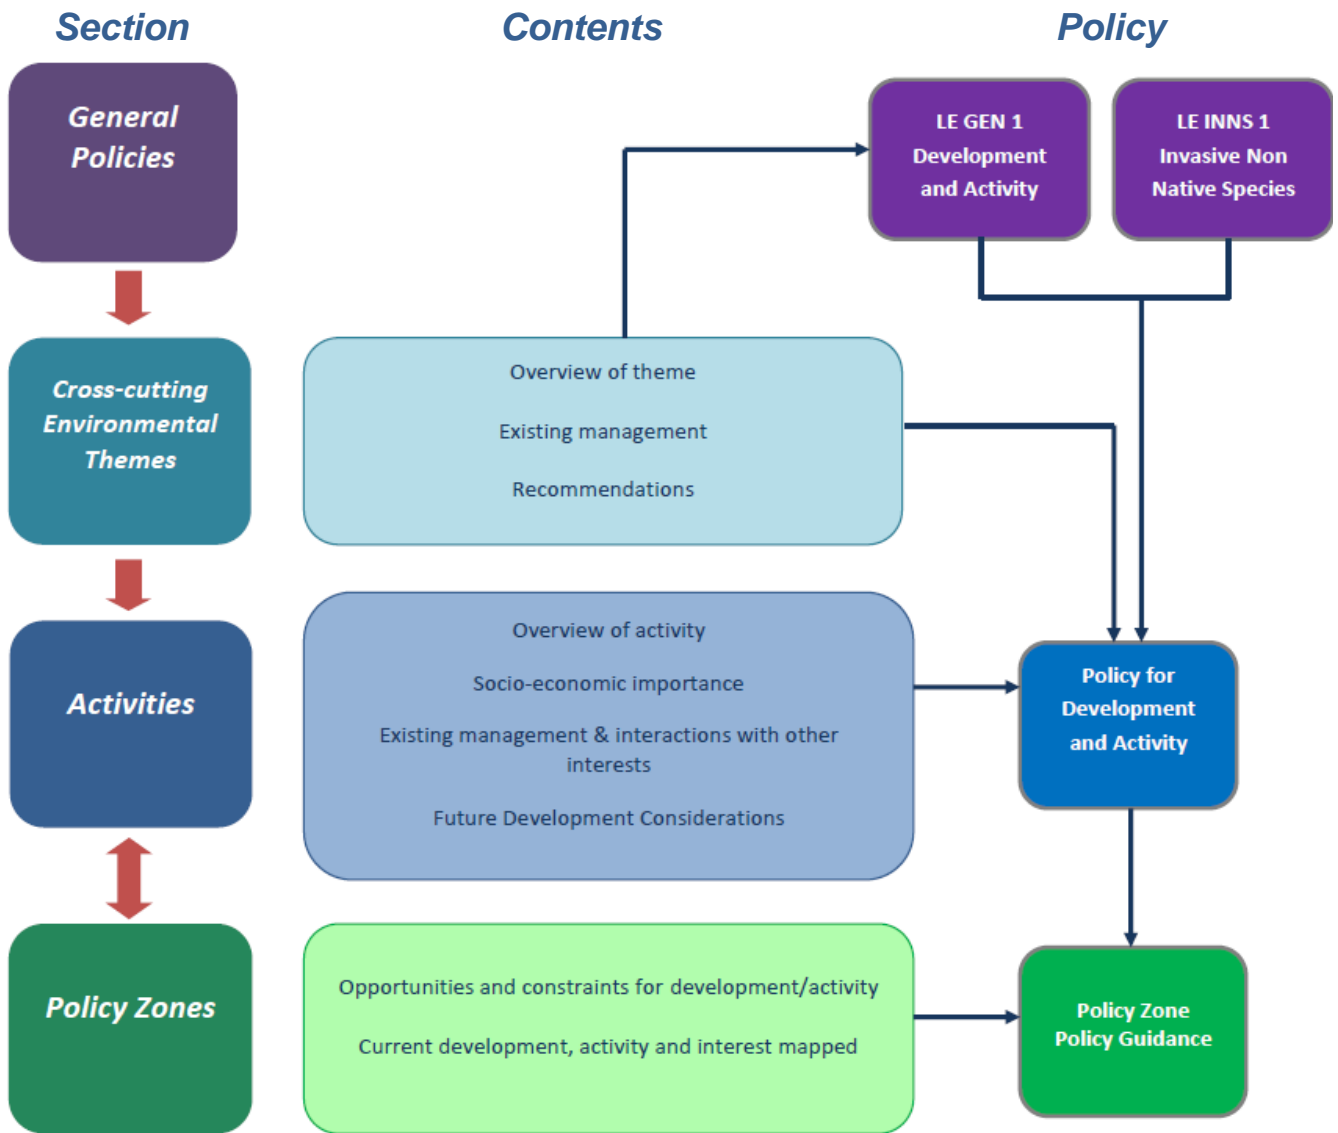 Section
Contents
Policy
General
Policies
LE GEN 1
Development
and Activity
LE INNS 1
Invasive Non
Native Species
Cross-cutting
Environmental
Themes
Overview of theme
Existing management
Recommendations
Activities
Overview of activity
Socio-economic importance
Existing management & interactions with other
interests
Future Development Considerations
Policy for
Development
and Activity
Policy Zones
Opportunities and constraints for development/activity
Current development, activity and interest mapped
Policy Zone
Policy Guidance